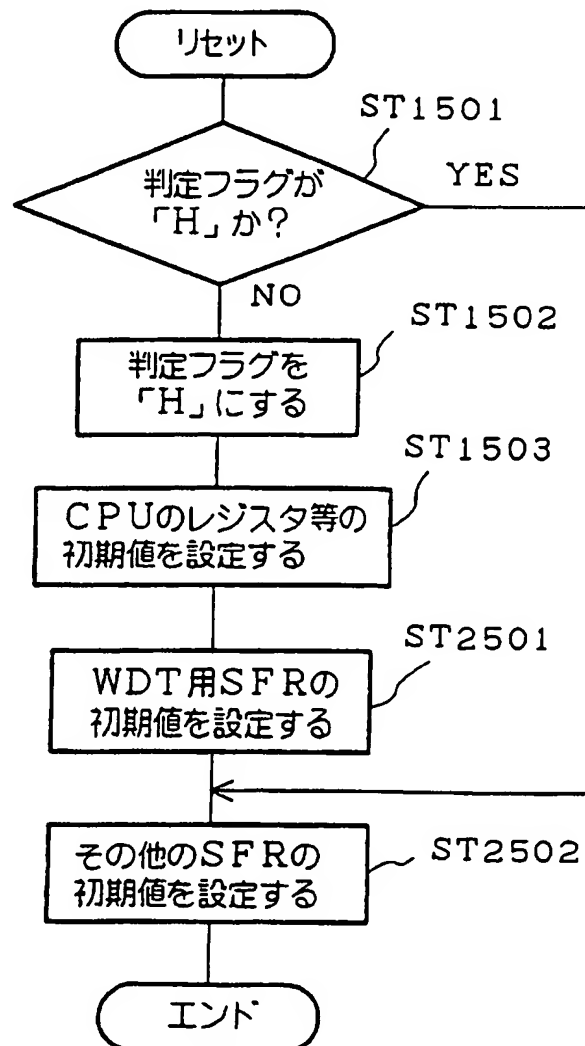 リセット
ST1501
判定フラグが
「H」か？
YES
NO
ST1502
判定フラグを
「H」にする
ST1503
CPUのレジスタ等の
初期値を設定する
ST2501
WDT用SFRの
初期値を設定する
その他のSFRの
初期値を設定する
ST2502
エンド